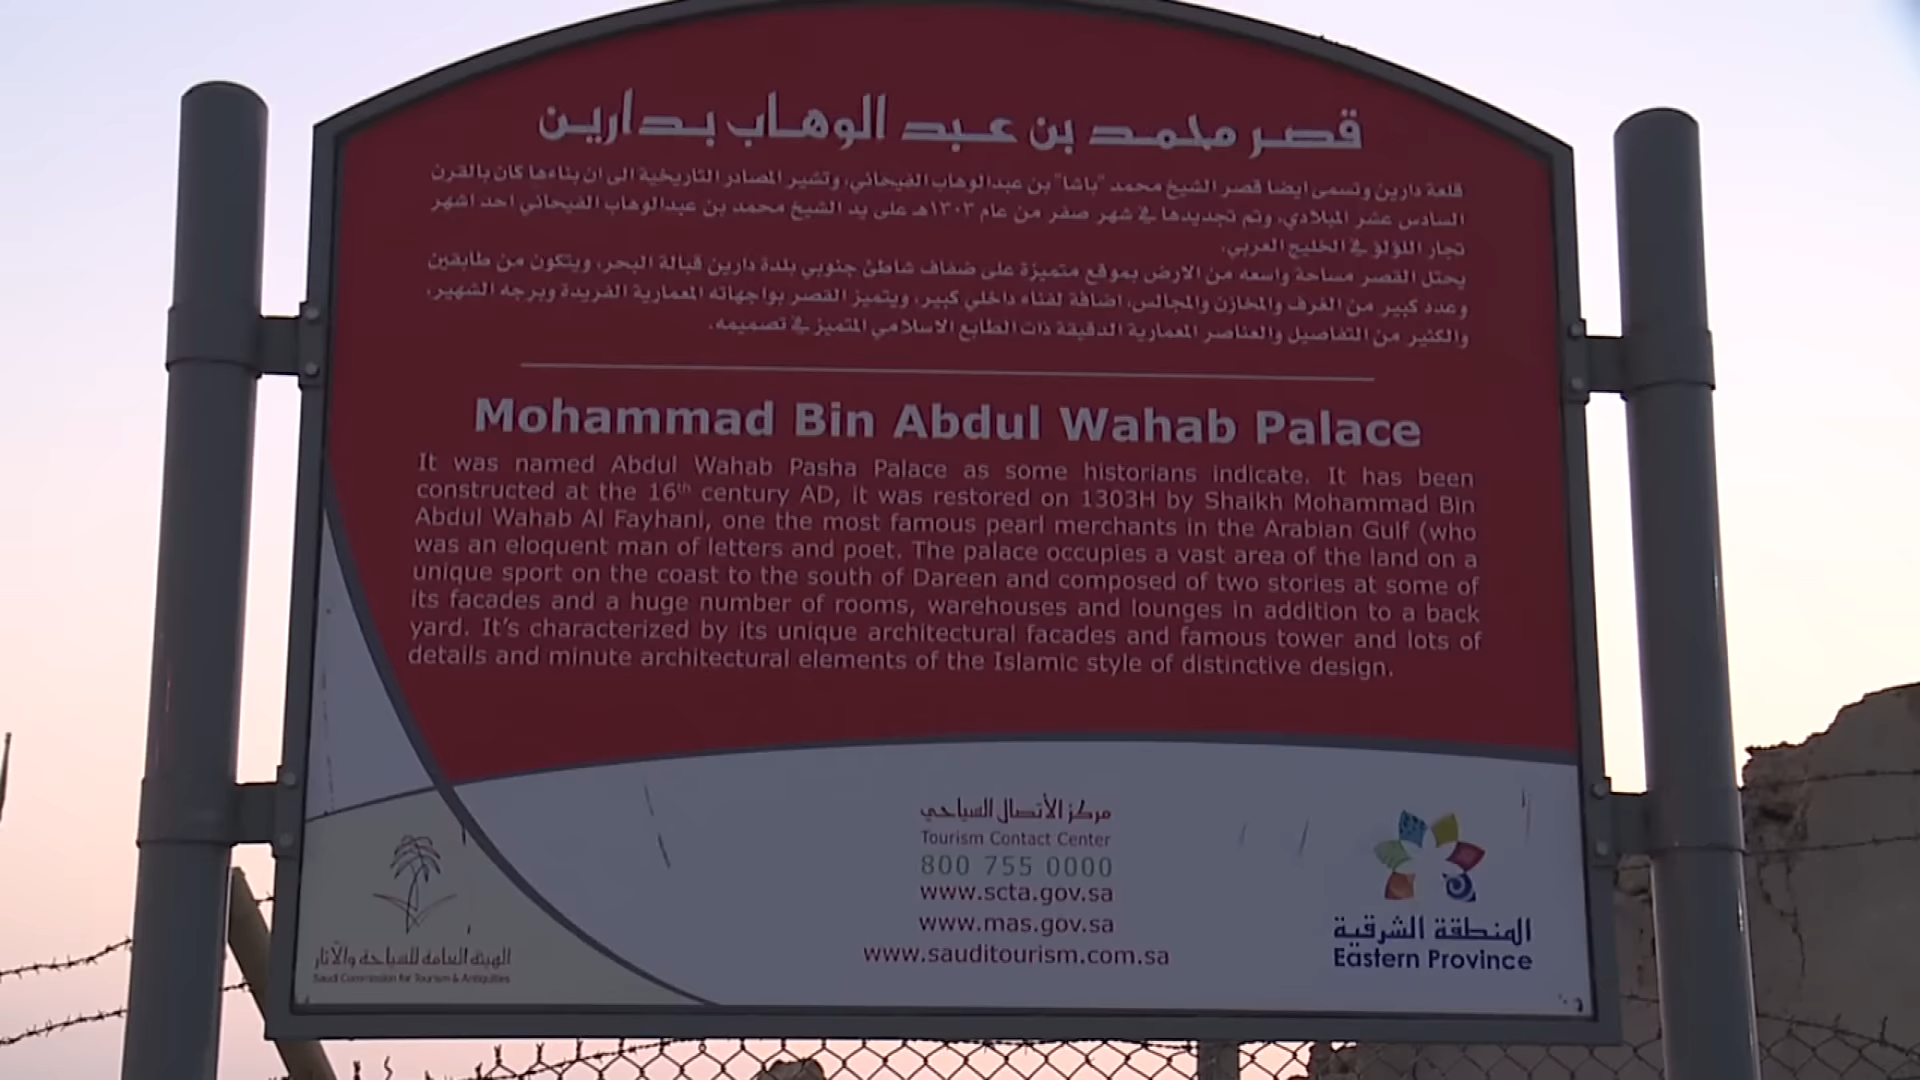 قصر محمد بن عبد الوهاب بدارين
قلعة دارين وتسمى ايضا قصر الشيخ محمد "باشا" بن عبدالوهاب الفيحاني، وتشير المصادر التاريخية الى ان بناءها كان بالقرن
السادس عشر الميلادي، وتم تجديدها في شهر صفر من عام ١٣٠٣هـ على يد الشيخ محمد بن عبدالوهاب الفيحاني احد اشهر
تجار اللؤلؤ في الخليج العربي.
يحتل القصر مساحة واسعه من الارض بموقع متميزة على ضفاف شاطئ جنوبي بلدة دارين قبالة البحر، ويتكون من طابقين
وعدد كبير من الغرف والمخازن والمجالس، اضافة لفناء داخلي كبير، ويتميز القصر بواجهاته المعمارية الفريدة وبرجه الشهير،
والكثير من التفاصيل والعناصر المعمارية الدقيقة ذات الطابع الاسلامي المتميز في تصميمه.
Mohammad Bin Abdul Wahab Palace
It was named Abdul Wahab Pasha Palace as some historians indicate. It has been
constructed at the 16th century AD, it was restored on 1303H by Shaikh Mohammad Bin
Abdul Wahab Al Fayhani, one the most famous pearl merchants in the Arabian Gulf (who
was an eloquent man of letters and poet. The palace occupies a vast area of the land on a
unique sport on the coast to the south of Dareen and composed of two stories at some of
its facades and a huge number of rooms, warehouses and lounges in addition to a back
yard. It's characterized by its unique architectural facades and famous tower and lots of
details and minute architectural elements of the Islamic style of distinctive design.
مركز الأتصال السياحي
Tourism Contact Center
800 755 0000
www.scta.gov.sa
www.mas.gov.sa
www.sauditourism.com.sa
الهيئة العامة للسياحة والآثار
Saudi Commission for Tourism & Antiquities
المنطقة الشرقية
Eastern Province